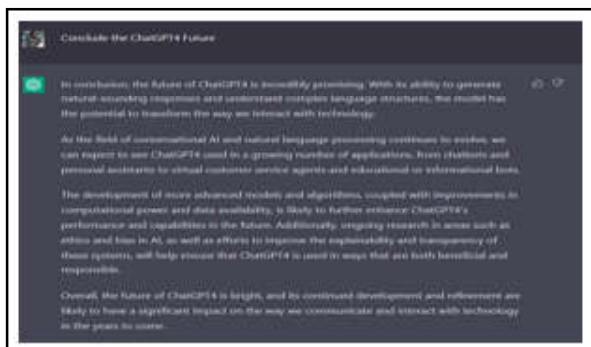 Conclude the ChatGPT4 Future
In conclusion, the future of ChatGPT4 is incredibly promising. With its ability to generate
natural-sounding responses and understand complex language structures, the model has
the potential to transform the way we interact with technology.
As the field of conversational AI and natural language processing continues to evolve, we
can expect to see ChatGPT4 used in a growing number of applications, from chatbots and
personal assistants to virtual customer service agents and educational or informational bots.
The development of more advanced models and algorithms, coupled with improvements in
computational power and data availability, is likely to further enhance ChatGPT4's
performance and capabilities in the future. Additionally, ongoing research in areas such as
ethics and bias in AI, as well as efforts to improve the explainability and transparency of
these systems, will help ensure that ChatGPT4 is used in ways that are both beneficial and
responsible.
Overall, the future of ChatGPT4 is bright, and its continued development and refinement are
likely to have a significant impact on the way we communicate and interact with technology
in the years to come.